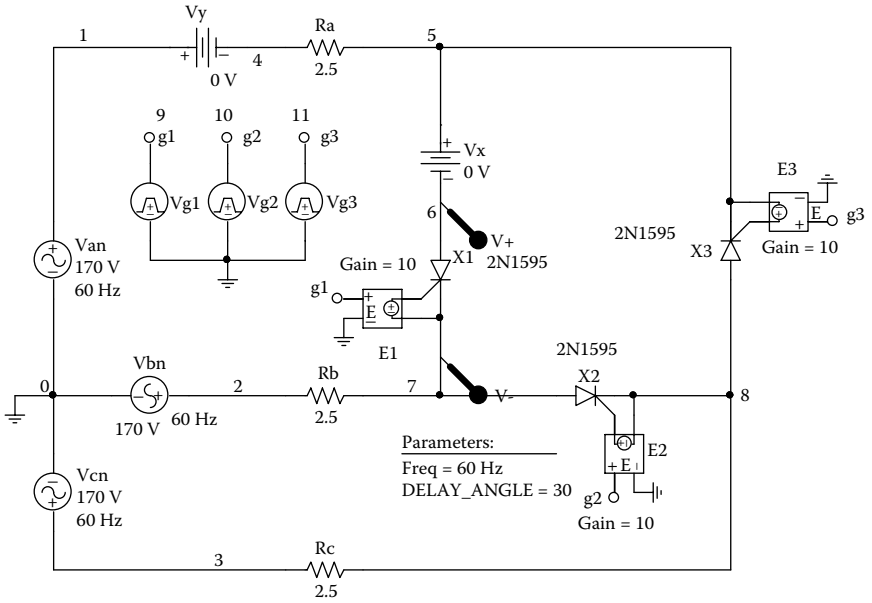 Vy
1
+ −
4
0 V
Ra
2.5
5
9
g1
10
g2
11
g3
+
−
Vx
0 V
E3
− 
+ E
g3
Gain = 10
+
−
Vg1
+
−
Vg2
+
−
Vg3
6
V+
2N1595
X1
2N1595
X3
+
−
Van
170 V
60 Hz
Gain = 10
g1
+
E
−
+
−
E1
0
Vbn
−
+
170 V
60 Hz
2
Rb
2.5
7
V-
2N1595
X2
8
−
+
Vcn
170 V
60 Hz
Parameters:
Freq = 60 Hz
DELAY_ANGLE = 30
+ −
+ E −
E2
g2
Gain = 10
3
Rc
2.5